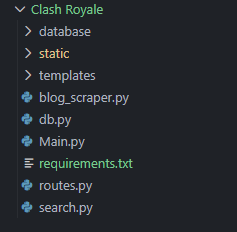 Clash Royale
database
static
templates
blog_scraper.py
db.py
Main.py
requirements.txt
routes.py
search.py